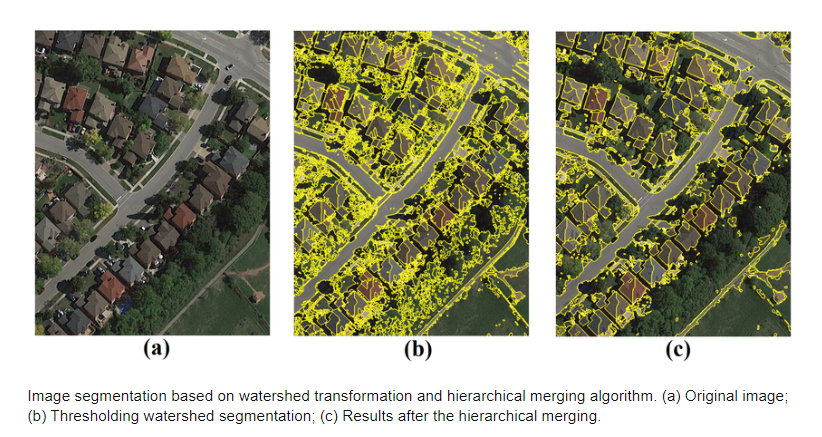 (a)
(b)
(c)
Image segmentation based on watershed transformation and hierarchical merging algorithm. (a) Original image;
(b) Thresholding watershed segmentation; (c) Results after the hierarchical merging.